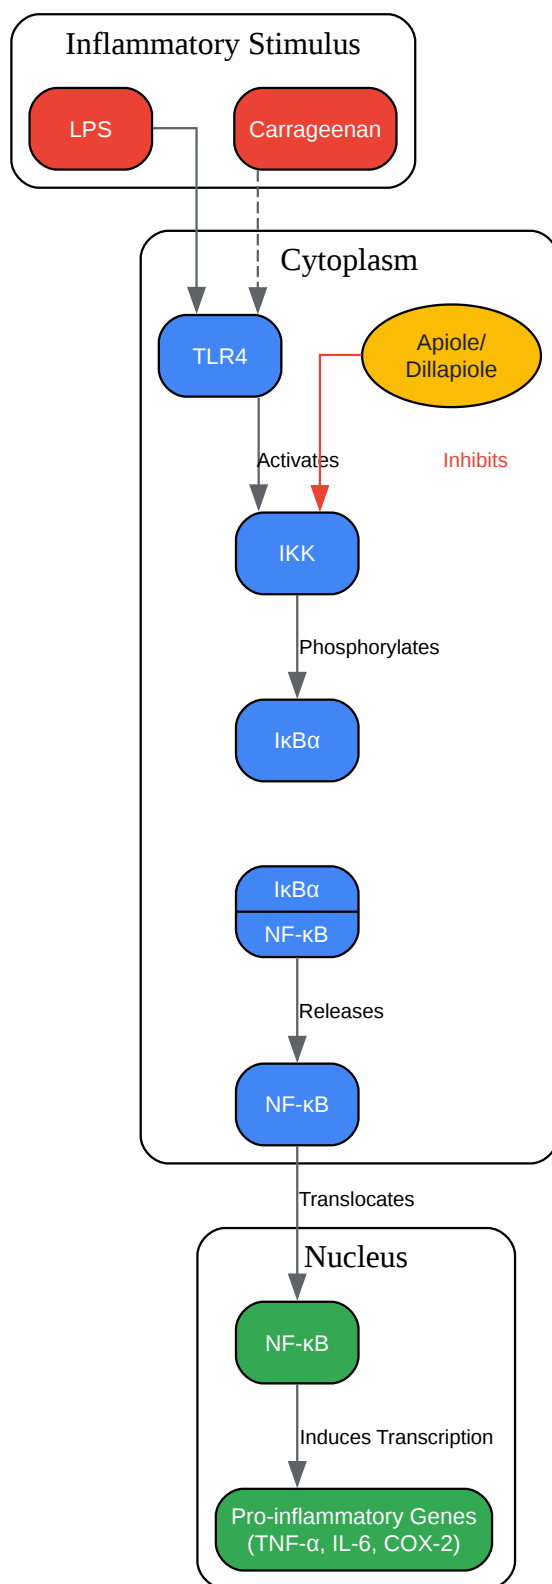 Inflammatory Stimulus
LPS
Carrageenan
Cytoplasm
TLR4
Apiole/
Dillapiole
Activates
Inhibits
IKK
Phosphorylates
IκBα
IκBα
NF-κB
Releases
NF-κB
Translocates
Nucleus
NF-κB
Induces Transcription
Pro-inflammatory Genes
(TNF-α, IL-6, COX-2)